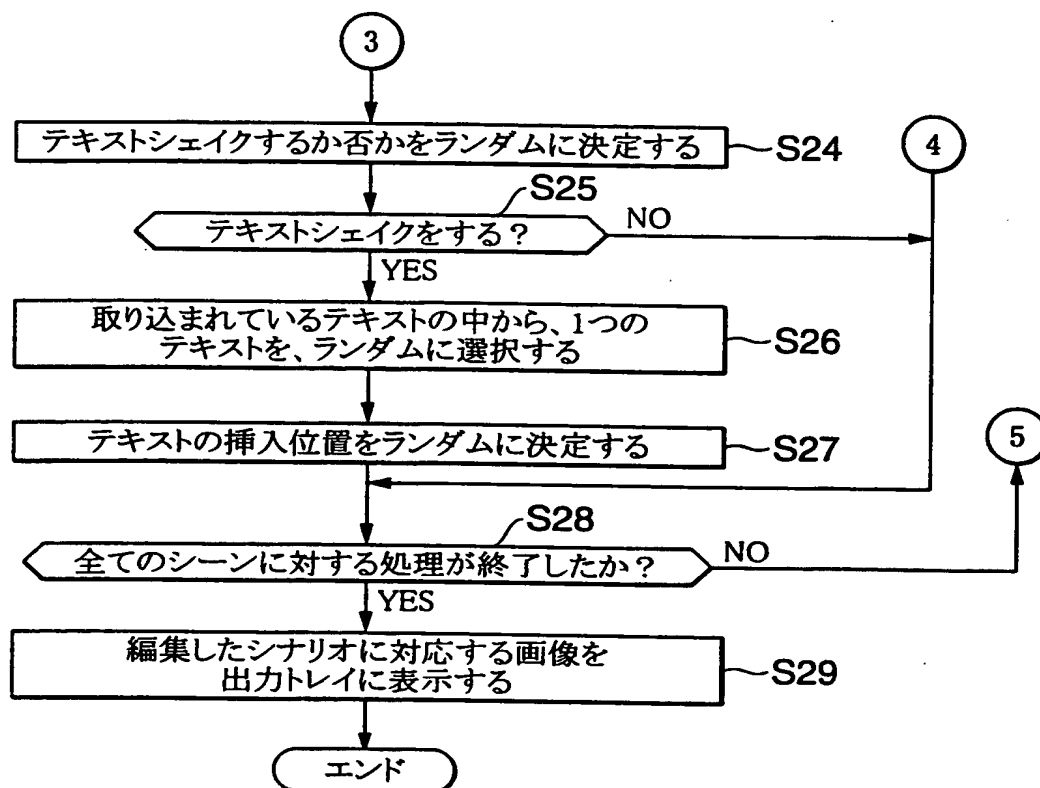 3
テキストシェイクするか否かをランダムに決定する
S24
4
S25
テキストシェイクをする？
NO
YES
取り込まれているテキストの中から、1つの
テキストを、ランダムに選択する
S26
テキストの挿入位置をランダムに決定する
S27
5
S28
全てのシーンに対する処理が終了したか？
NO
YES
編集したシナリオに対応する画像を
出力トレイに表示する
S29
エンド